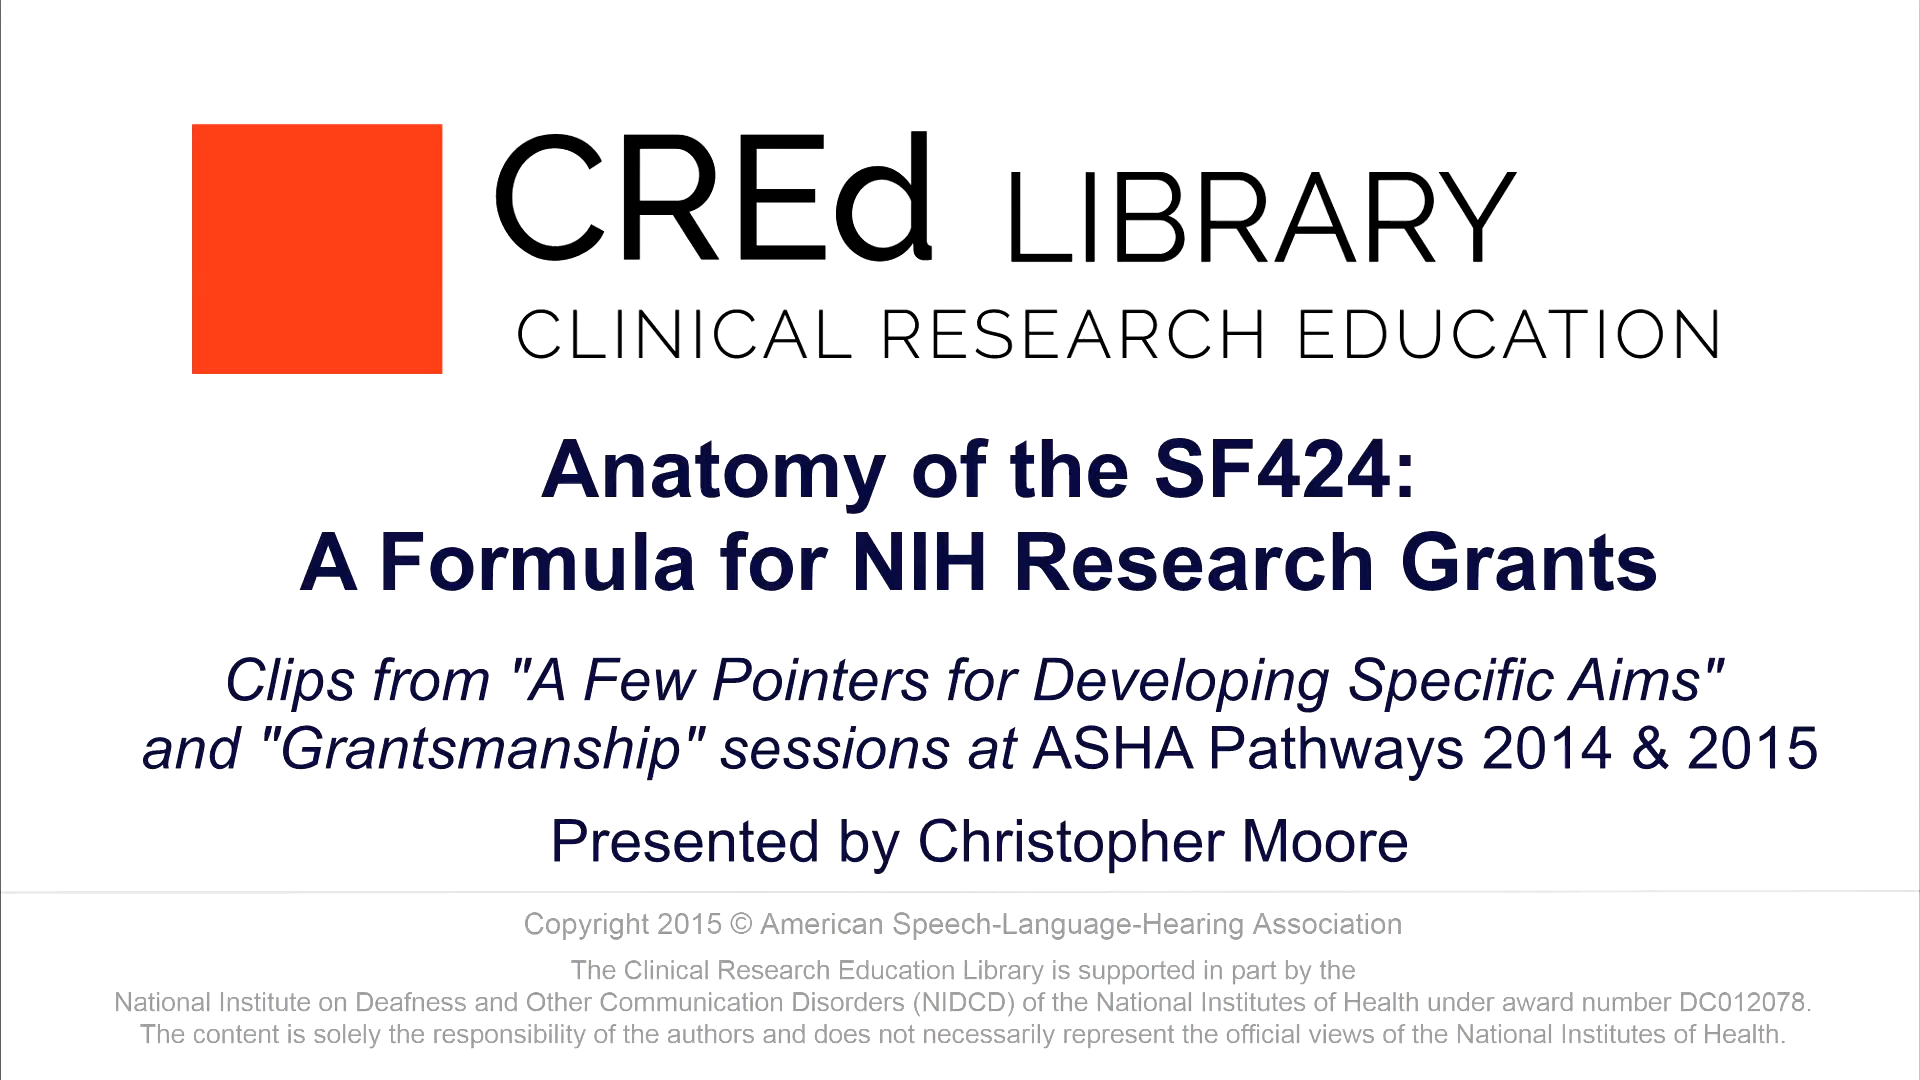 CREd LIBRARY
CLINICAL RESEARCH EDUCATION
Anatomy of the SF424:
A Formula for NIH Research Grants
Clips from "A Few Pointers for Developing Specific Aims"
and "Grantsmanship" sessions at ASHA Pathways 2014 & 2015
Presented by Christopher Moore
Copyright 2015 © American Speech-Language-Hearing Association
The Clinical Research Education Library is supported in part by the
National Institute on Deafness and Other Communication Disorders (NIDCD) of the National Institutes of Health under award number DC012078.
The content is solely the responsibility of the authors and does not necessarily represent the official views of the National Institutes of Health.